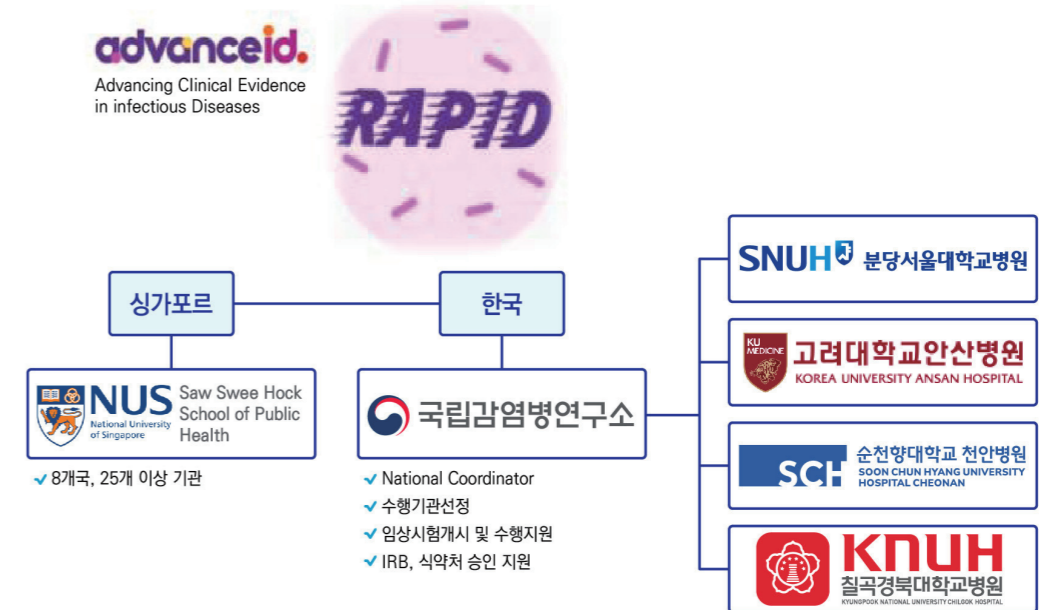 advanceid.
Advancing Clinical Evidence
in infectious Diseases
RAPID
싱가포르
한국
NUS
National University
of Singapore
Saw Swee Hock
School of Public
Health
8개국, 25개 이상 기관
국립감염병연구소
National Coordinator
수행기관선정
임상시험개시 및 수행지원
IRB, 식약처 승인 지원
SNUH 분당서울대학교병원
KU
MEDICINE
고려대학교안산병원
KOREA UNIVERSITY ANSAN HOSPITAL
SCH
순천향대학교 천안병원
SOON CHUN HYANG UNIVERSITY
HOSPITAL CHEONAN
KNUH
칠곡경북대학교병원
KYUNGPOOK NATIONAL UNIVERSITY CHILGOK HOSPITAL